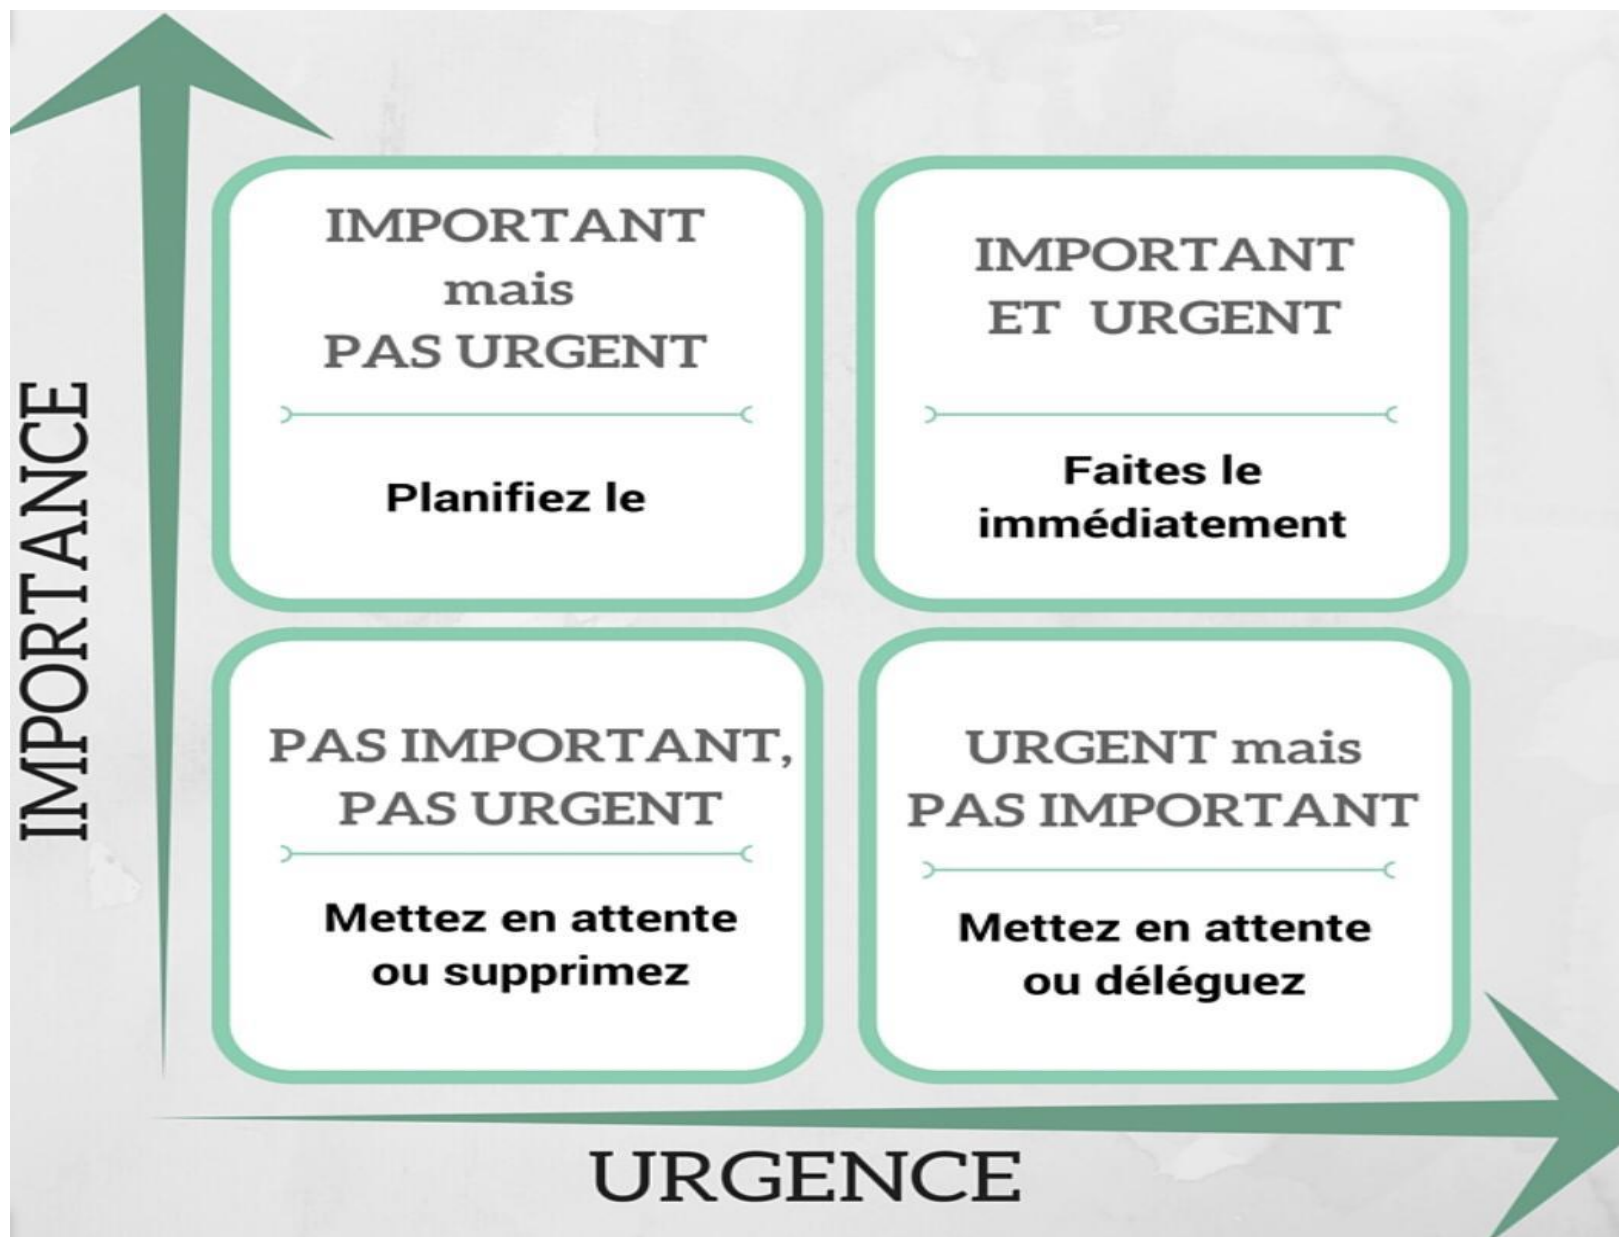 IMPORTANT
mais
PAS URGENT
Planifiez le
IMPORTANT
ET URGENT
Faites le
immédiatement
PAS IMPORTANT,
PAS URGENT
Mettez en attente
ou supprimez
URGENT mais
PAS IMPORTANT
Mettez en attente
ou déléguez
IMPORTANCE
URGENCE